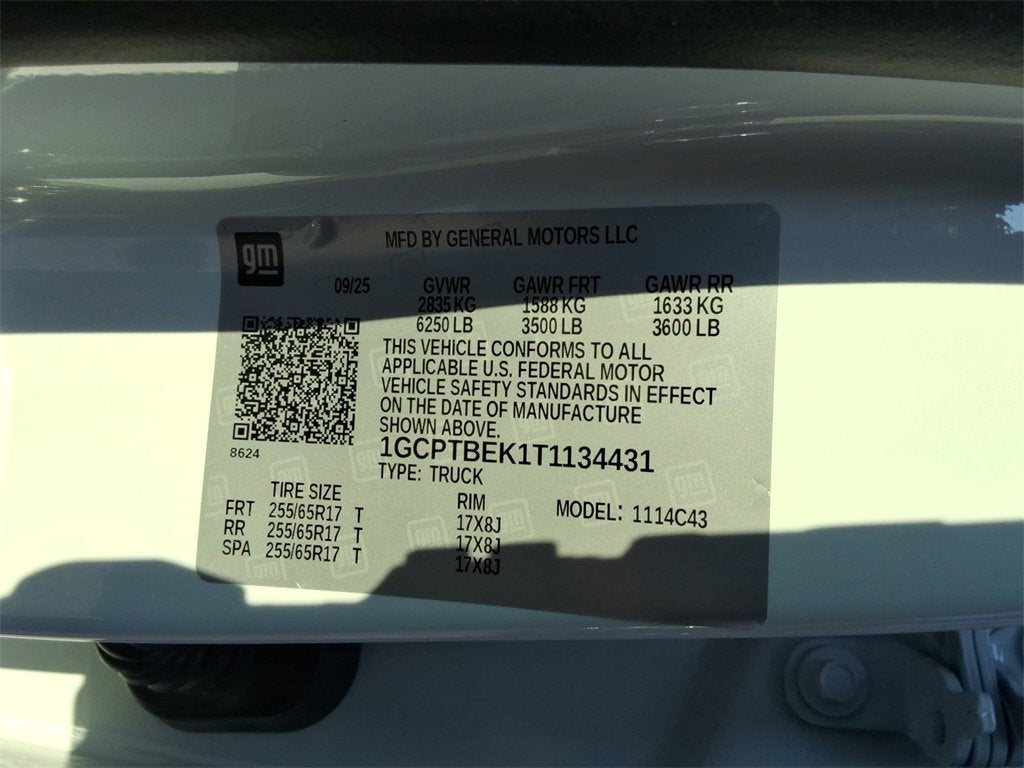 gm
MFD BY GENERAL MOTORS LLC
09/25 GVWR GAWR FRT GAWR RR
2835 KG 1588 KG 1633 KG
6250 LB 3500 LB 3600 LB
THIS VEHICLE CONFORMS TO ALL
APPLICABLE U.S. FEDERAL MOTOR
VEHICLE SAFETY STANDARDS IN EFFECT
ON THE DATE OF MANUFACTURE
SHOWN ABOVE.
8624
1GCPTBEK1T1134431
TYPE: TRUCK
TIRE SIZE RIM MODEL: 1114C43
FRT 255/65R17 T 17X8J
RR 255/65R17 T 17X8J
SPA 255/65R17 T 17X8J